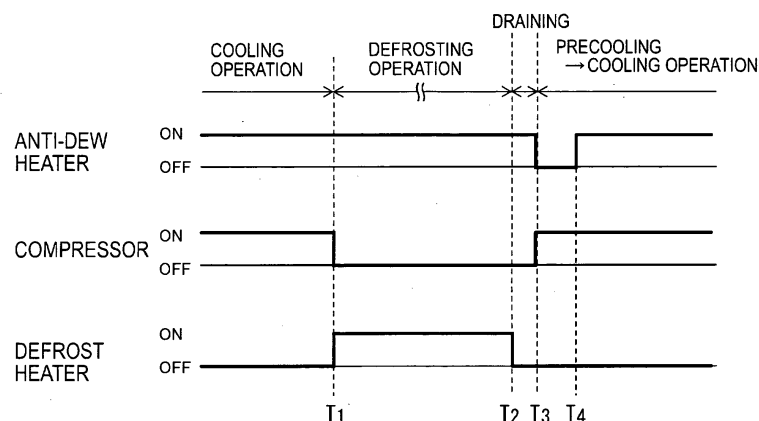 DRAINING
COOLING
OPERATION
DEFROSTING
OPERATION
PRECOOLING
→COOLING OPERATION
ANTI-DEW
HEATER
ON
OFF
COMPRESSOR
ON
OFF
DEFROST
HEATER
ON
OFF
T1 T2 T3 T4